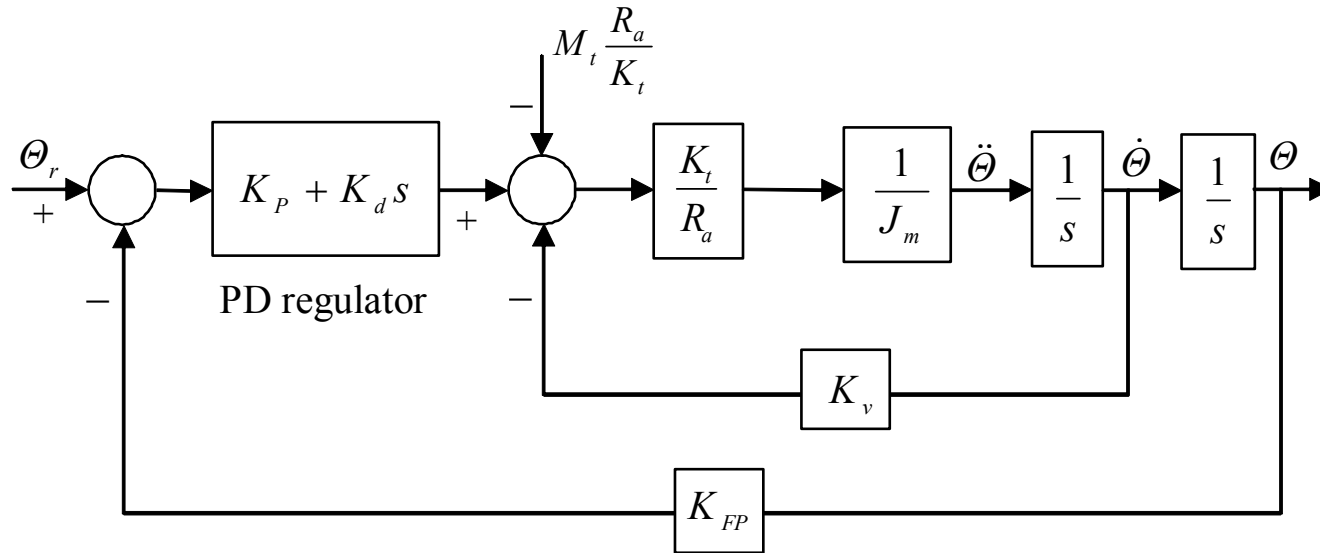 M_t R_a/K_t
−
Θ_r
+
−
K_P + K_d s
PD regulator
+
−
K_t/R_a
1/J_m
Θ̈
1/s
Θ̇
1/s
Θ
K_v
K_FP